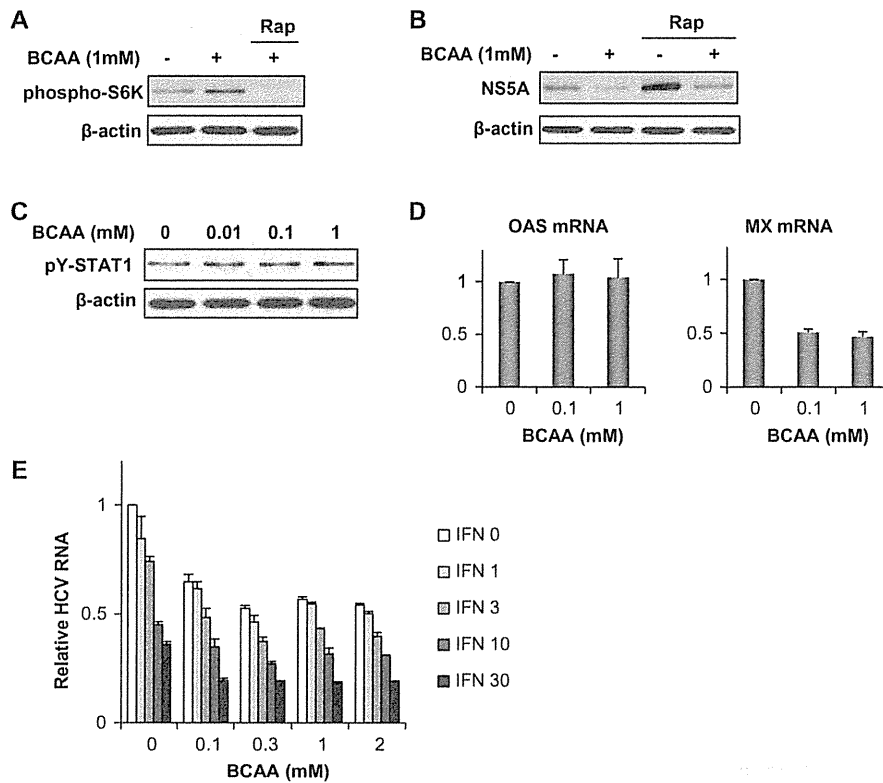 A
Rap
BCAA (1mM) - + +
phospho-S6K
β-actin
B
Rap
BCAA (1mM) - + - +
NS5A
β-actin
C
BCAA (mM) 0 0.01 0.1 1
pY-STAT1
β-actin
D
OAS mRNA
1
0.5
0
0 0.1 1
BCAA (mM)
MX mRNA
1
0.5
0
0 0.1 1
BCAA (mM)
E
Relative HCV RNA
1
0.5
0
0 0.1 0.3 1 2
BCAA (mM)
IFN 0
IFN 1
IFN 3
IFN 10
IFN 30